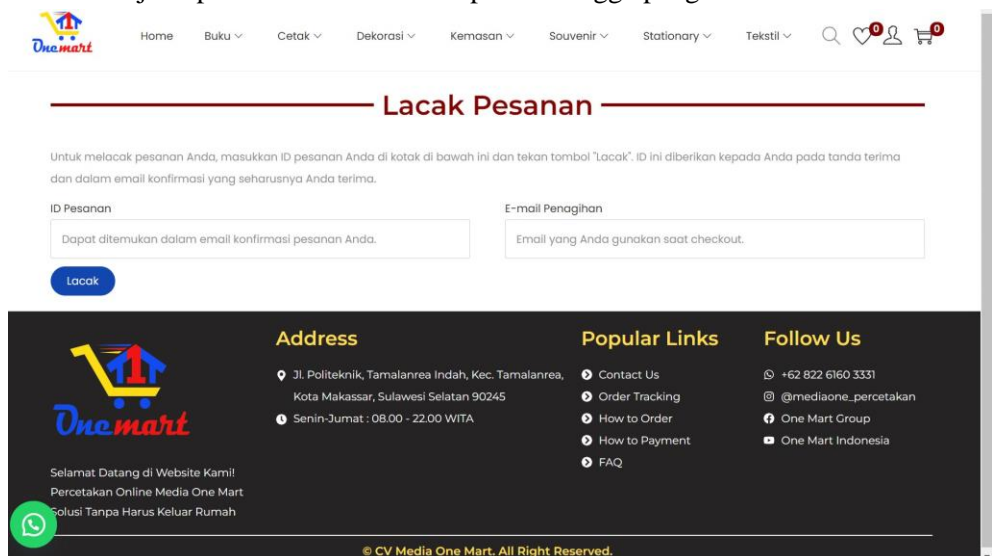 Onemart
Home Buku Cetak Dekorasi Kemasan Souvenir Stationary Tekstil 0 0
Lacak Pesanan
Untuk melacak pesanan Anda, masukkan ID pesanan Anda di kotak di bawah ini dan tekan tombol "Lacak". ID ini diberikan kepada Anda pada tanda terima
dan dalam email konfirmasi yang seharusnya Anda terima.
ID Pesanan
Dapat ditemukan dalam email konfirmasi pesanan Anda.
E-mail Penagihan
Email yang Anda gunakan saat checkout.
Lacak
Onemart
Selamat Datang di Website Kami!
Percetakan Online Media One Mart
Solusi Tanpa Harus Keluar Rumah
Address
Jl. Politeknik, Tamalanrea Indah, Kec. Tamalanrea,
Kota Makassar, Sulawesi Selatan 90245
Senin-Jumat : 08.00 - 22.00 WITA
Popular Links
Contact Us
Order Tracking
How to Order
How to Payment
FAQ
Follow Us
+62 822 6160 3331
@mediaone_percetakan
One Mart Group
One Mart Indonesia
© CV Media One Mart. All Right Reserved.